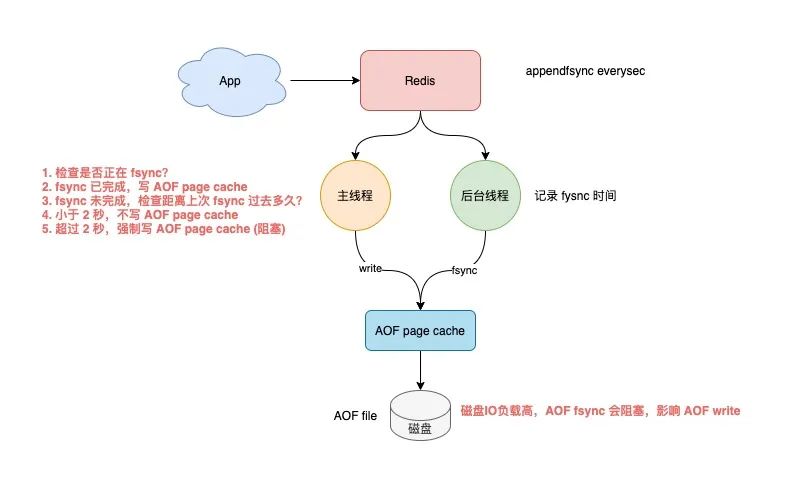 App
Redis
appendfsync everysec
1. 检查是否正在 fsync？
2. fsync 已完成，写 AOF page cache
3. fsync 未完成，检查距离上次 fsync 过去多久？
4. 小于 2 秒，不写 AOF page cache
5. 超过 2 秒，强制写 AOF page cache (阻塞)
主线程
后台线程
记录 fysnc 时间
write
fsync
AOF page cache
AOF file
磁盘
磁盘IO负载高，AOF fsync 会阻塞，影响 AOF write